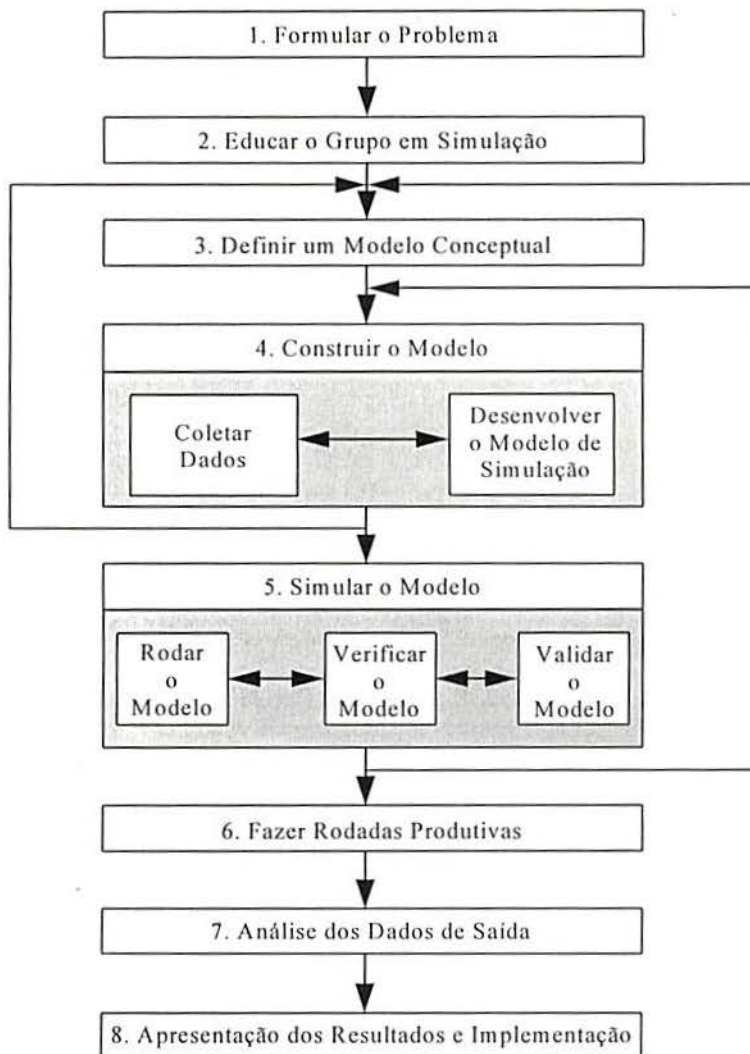 1. Formular o Problema
2. Educar o Grupo em Simulação
3. Definir um Modelo Conceptual
4. Construir o Modelo
Coletar
Dados
Desenvolver
o Modelo de
Simulação
5. Simular o Modelo
Rodar
o
Modelo
Verificar
o
Modelo
Validar
o
Modelo
6. Fazer Rodadas Produtivas
7. Análise dos Dados de Saída
8. Apresentação dos Resultados e Implementação